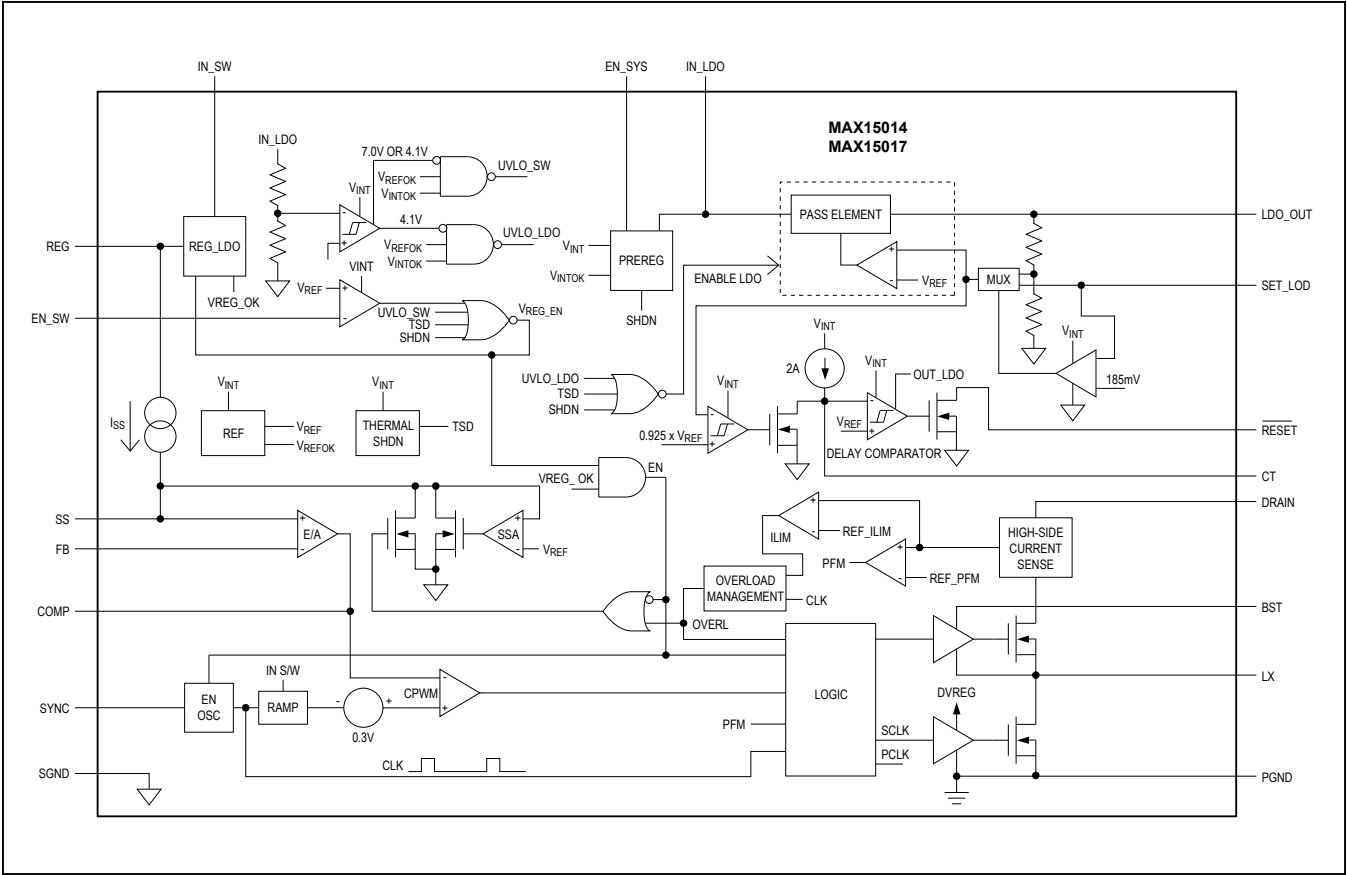 IN_SW
EN_SYS
IN_LDO
MAX15014
MAX15017
IN_LDO
7.0V OR 4.1V
UVLO_SW
VREFOK
VINTOK
VINT
4.1V
UVLO_LDO
VREFOK
VINTOK
PASS ELEMENT
LDO_OUT
REG
REG_LDO
VREG_OK
VINT
VINTOK
PREREG
SHDN
ENABLE LDO
VREF
MUX
SET_LOD
VINT
VREF
EN_SW
UVLO_SW
TSD
SHDN
VREG_EN
VINT
2A
VINT
OUT_LDO
VINT
185mV
UVLO_LDO
TSD
SHDN
VINT
0.925 x VREF
VREF
DELAY COMPARATOR
RESET
CT
ISS
VINT
REF
VREF
VREFOK
VINT
THERMAL
SHDN
TSD
EN
VREG_OK
DRAIN
SS
FB
E/A
SSA
VREF
ILIM
REF_ILIM
PFM
REF_PFM
HIGH-SIDE
CURRENT
SENSE
OVERLOAD
MANAGEMENT
CLK
COMP
OVERL
BST
LX
IN S/W
SYNC
EN
OSC
RAMP
-
+
0.3V
CPWM
LOGIC
PFM
DVREG
SCLK
PCLK
CLK
SGND
PGND